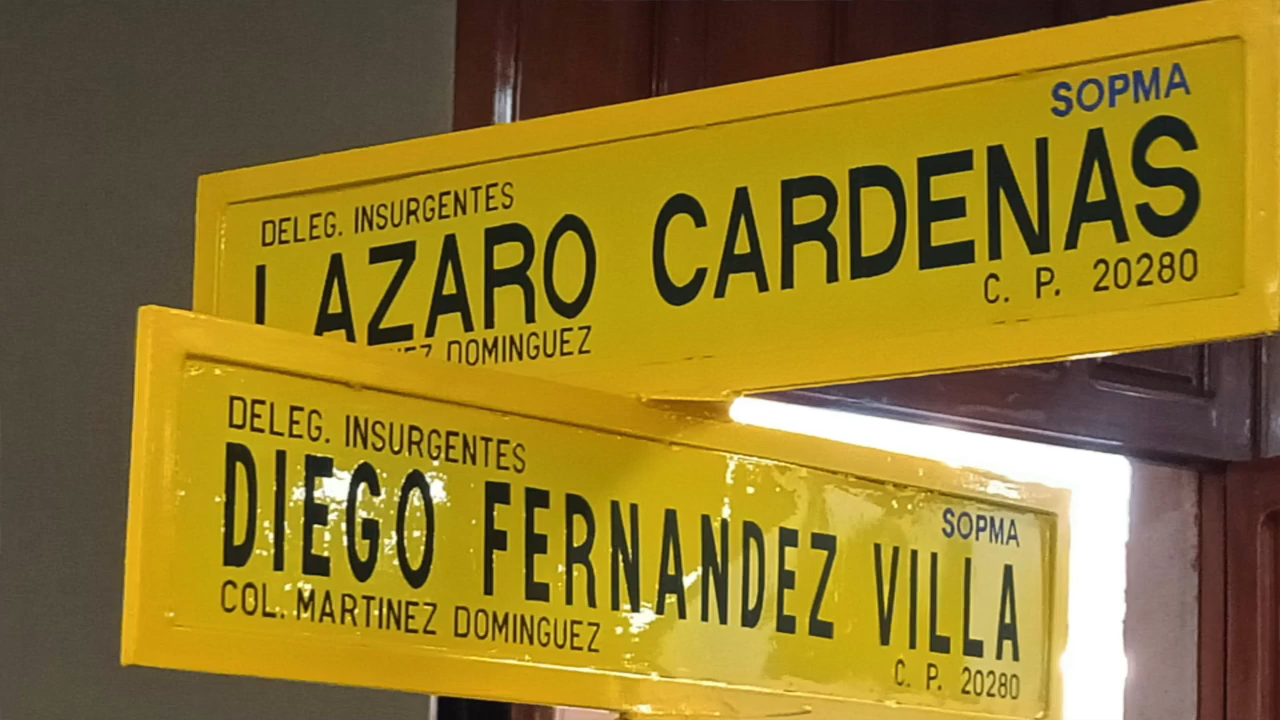 SOPMA
DELEG. INSURGENTES
LAZARO CARDENAS
C. P. 20280
DOMINGUEZ
DELEG. INSURGENTES
SOPMA
DIEGO FERNANDEZ VILLA
COL. MARTINEZ DOMINGUEZ
C. P. 20280